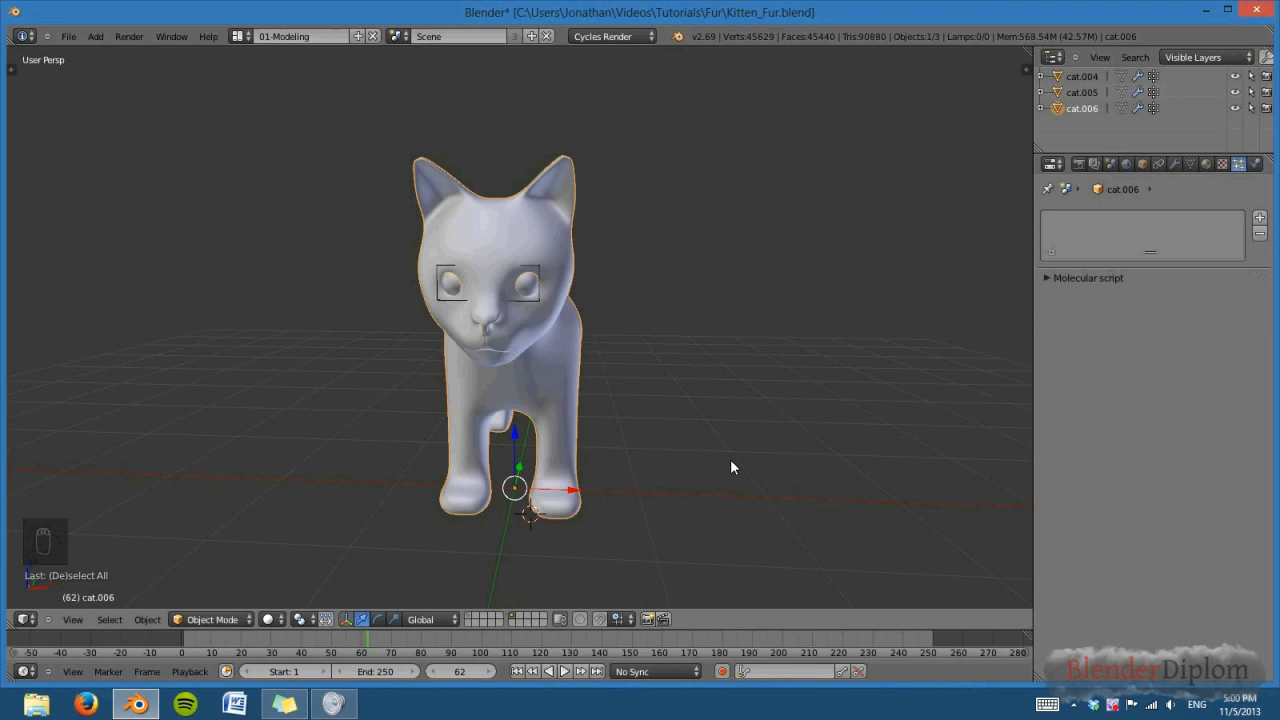 Blender* [C:\Users\Jonathan\Videos\Tutorials\Fur\Kitten_Fur.blend]
File Add Render Window Help 01-Modeling Scene 3 Cycles Render v2.69 | Verts:45629 | Faces:45440 | Tris:90880 | Objects:1/3 | Lamps:0/0 | Mem:568.54M (42.57M) | cat.006
User Persp
View Search Visible Layers
cat.004
cat.005
cat.006
cat.006
Molecular script
Last: (De)select All
(62) cat.006
View Select Object Object Mode Global
-50 -40 -30 -20 -10 0 10 20 30 40 50 60 70 80 90 100 110 120 130 140 150 160 170 180 190 200 210 220 230 240 250 260 270 280
View Marker Frame Playback Start: 1 End: 250 62 No Sync
BlenderDiplom
ENG
5:00 PM
11/5/2013